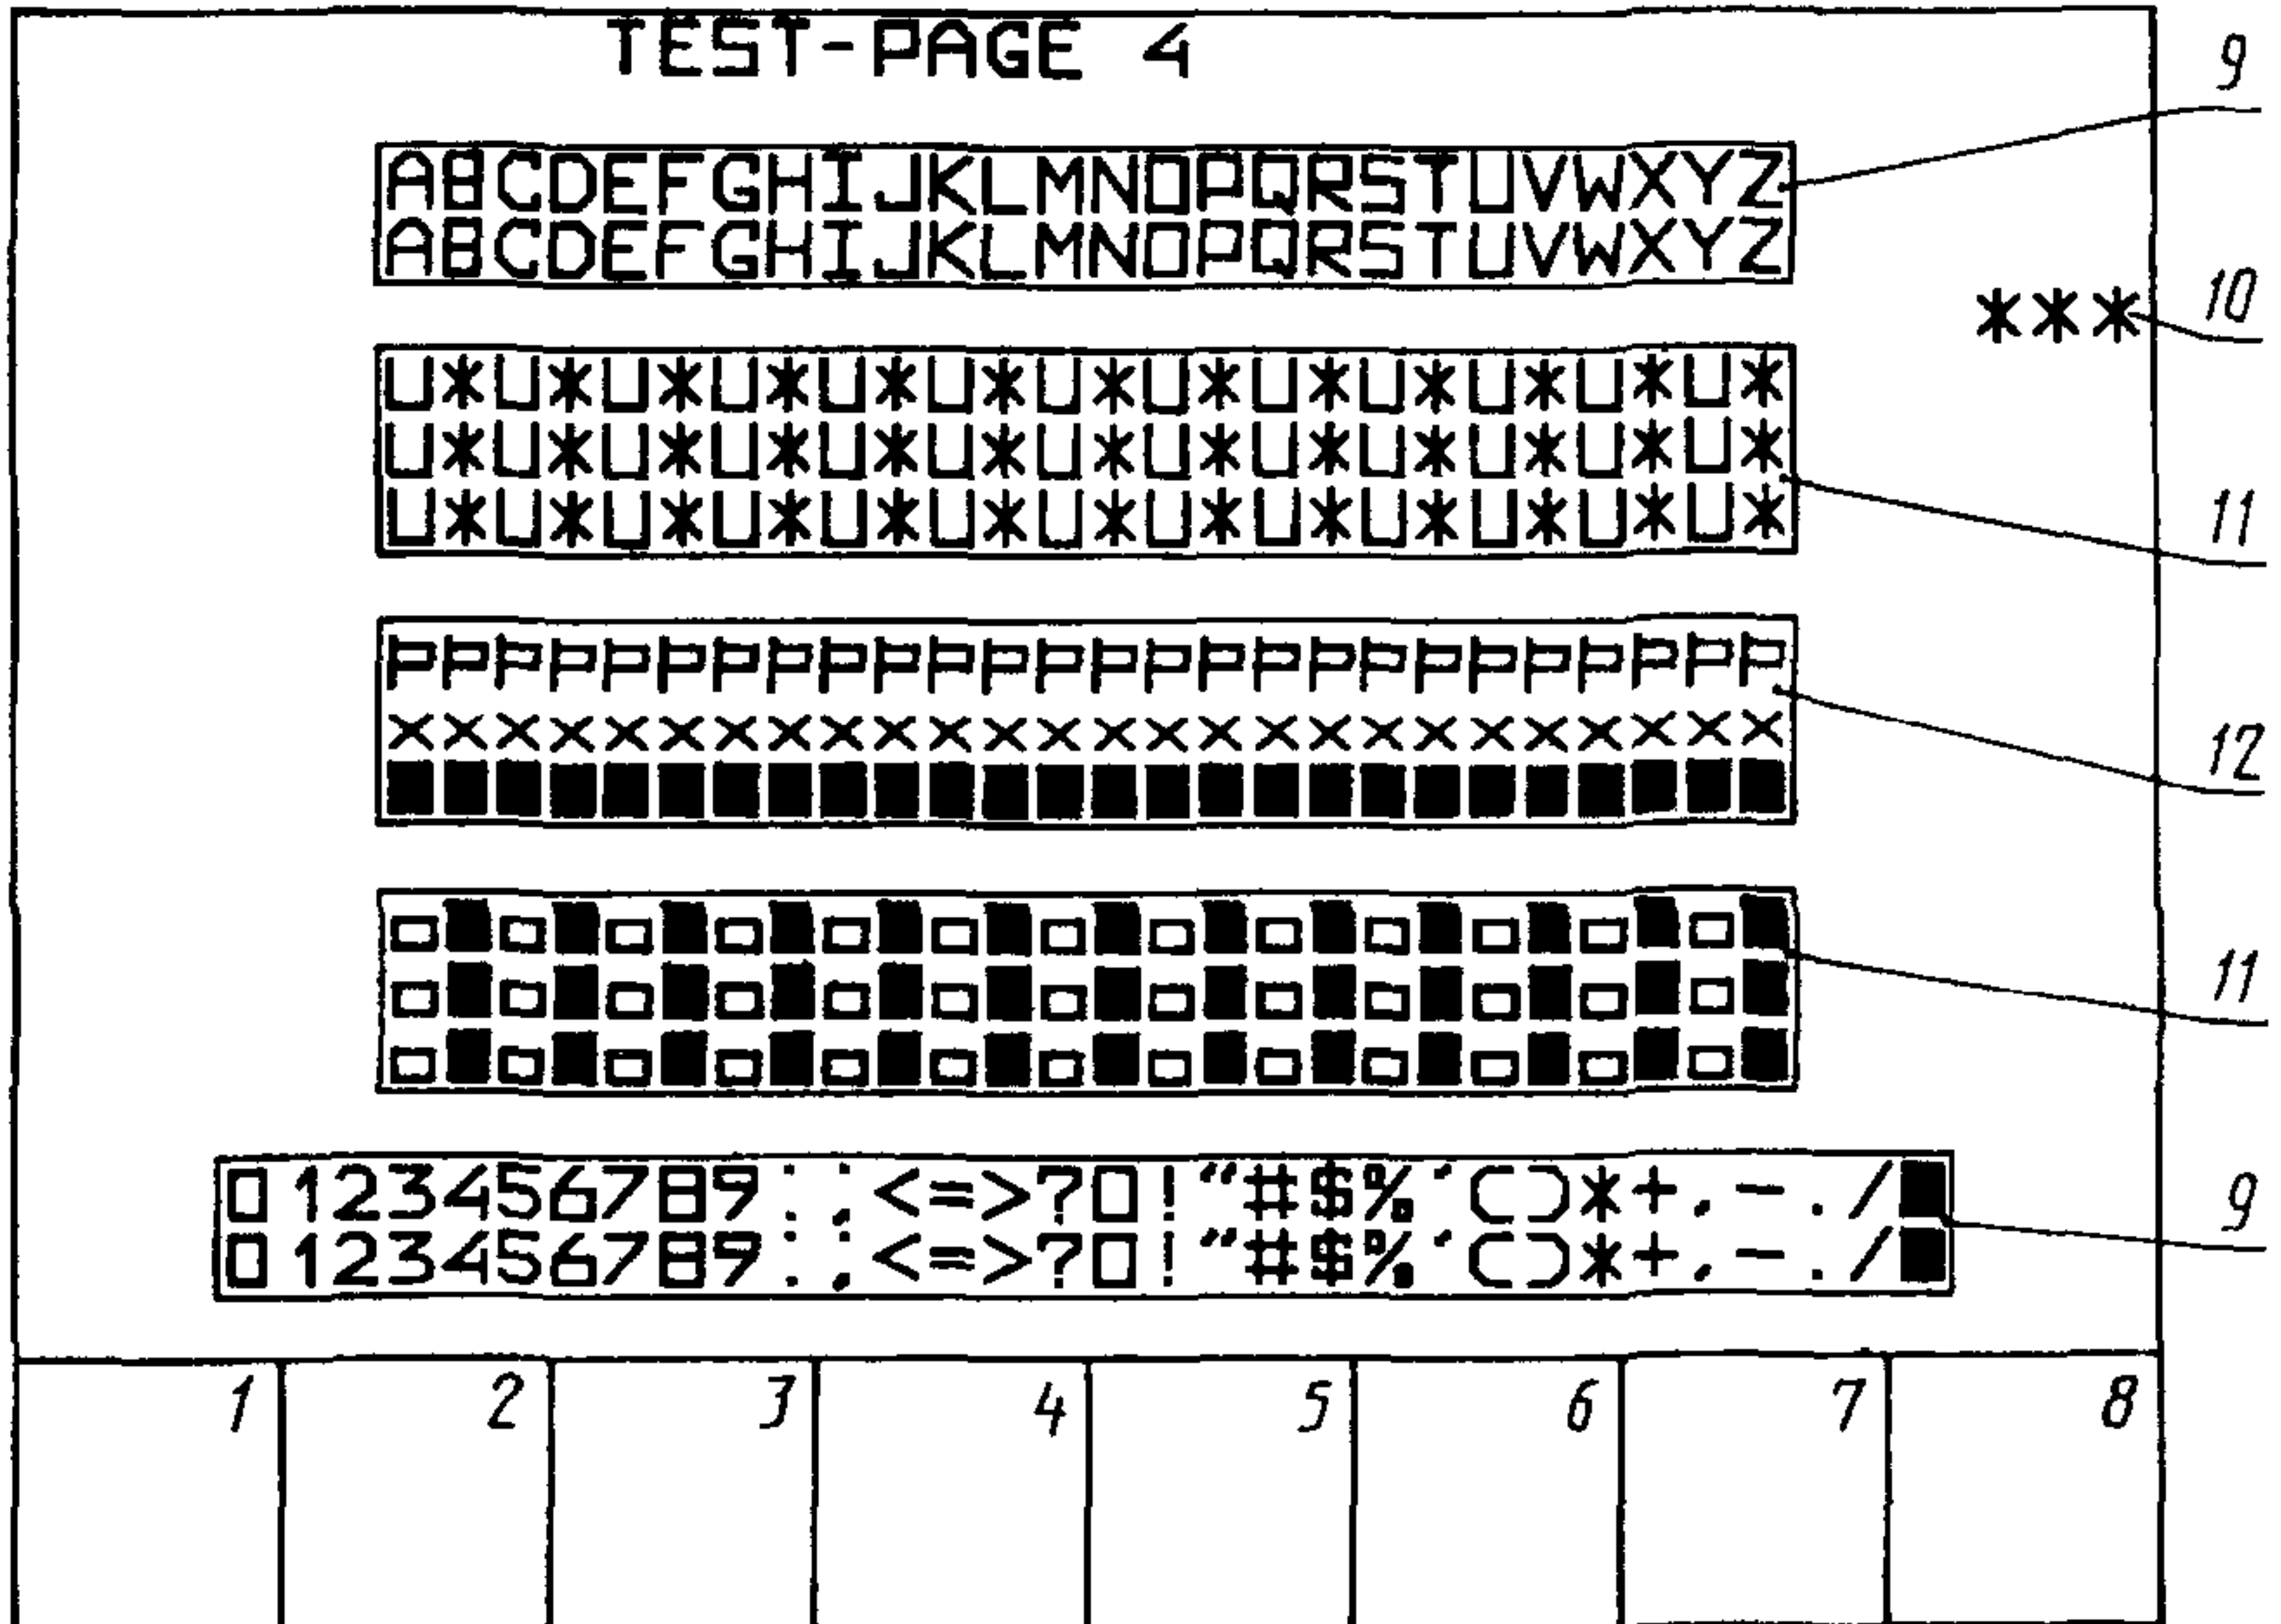 TEST-PAGE 4
9
ABCDEFGHIJKLMNOPQRSTUVWXYZ
ABCDEFGHIJKLMNOPQRSTUVWXYZ
*** 10
U*U*U*U*U*U*U*U*U*U*U*U*U*
U*U*U*U*U*U*U*U*U*U*U*U*U*
U*U*U*U*U*U*U*U*U*U*U*U*U*
11
PPPPPPPPPPPPPPPPPPPPPPPPPP
××××××××××××××××××××××××××
■■■■■■■■■■■■■■■■■■■■■■■■■■
12
□■□■□■□■□■□■□■□■□■□■□■□■□■
□■□■□■□■□■□■□■□■□■□■□■□■□■
□■□■□■□■□■□■□■□■□■□■□■□■□■
11
0123456789:;<=>?□!"#$%'()*+,-./■
0123456789:;<=>?□!"#$%'()*+,-./■
9
1 2 3 4 5 6 7 8